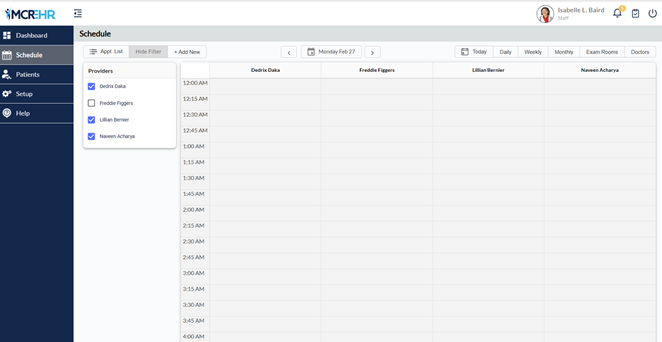 MCREHR
Isabelle L. Baird
Staff
Dashboard
Schedule
Patients
Setup
Help
Schedule
Appt List
Hide Filter
+ Add New
Monday Feb 27
Today
Daily
Weekly
Monthly
Exam Rooms
Doctors
Providers
Dedrix Daka
Freddie Figgers
Lillian Bernier
Naveen Acharya
Dedrix Daka
Freddie Figgers
Lillian Bernier
Naveen Acharya
12:00 AM
12:15 AM
12:30 AM
12:45 AM
1:00 AM
1:15 AM
1:30 AM
1:45 AM
2:00 AM
2:15 AM
2:30 AM
2:45 AM
3:00 AM
3:15 AM
3:30 AM
3:45 AM
4:00 AM